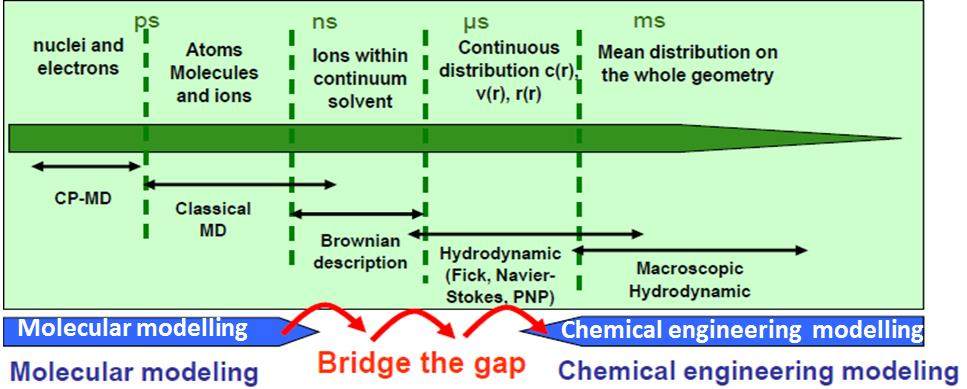 ps
ns
μs
ms
nuclei and
electrons
Atoms
Molecules
and ions
Ions within
continuum
solvent
Continuous
distribution c(r),
v(r), r(r)
Mean distribution on
the whole geometry
CP-MD
Classical
MD
Brownian
description
Hydrodynamic
(Fick, Navier-
Stokes, PNP)
Macroscopic
Hydrodynamic
Molecular modelling
Chemical engineering modelling
Molecular modeling
Bridge the gap
Chemical engineering modeling